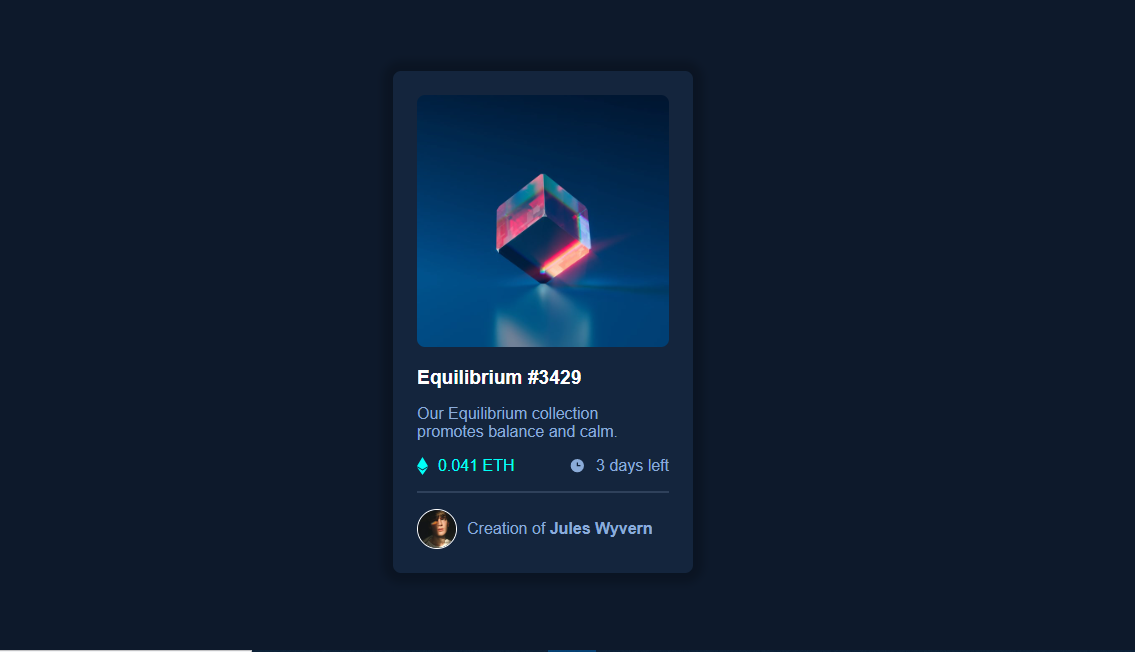 Equilibrium #3429
Our Equilibrium collection
promotes balance and calm.
0.041 ETH 3 days left
Creation of Jules Wyvern